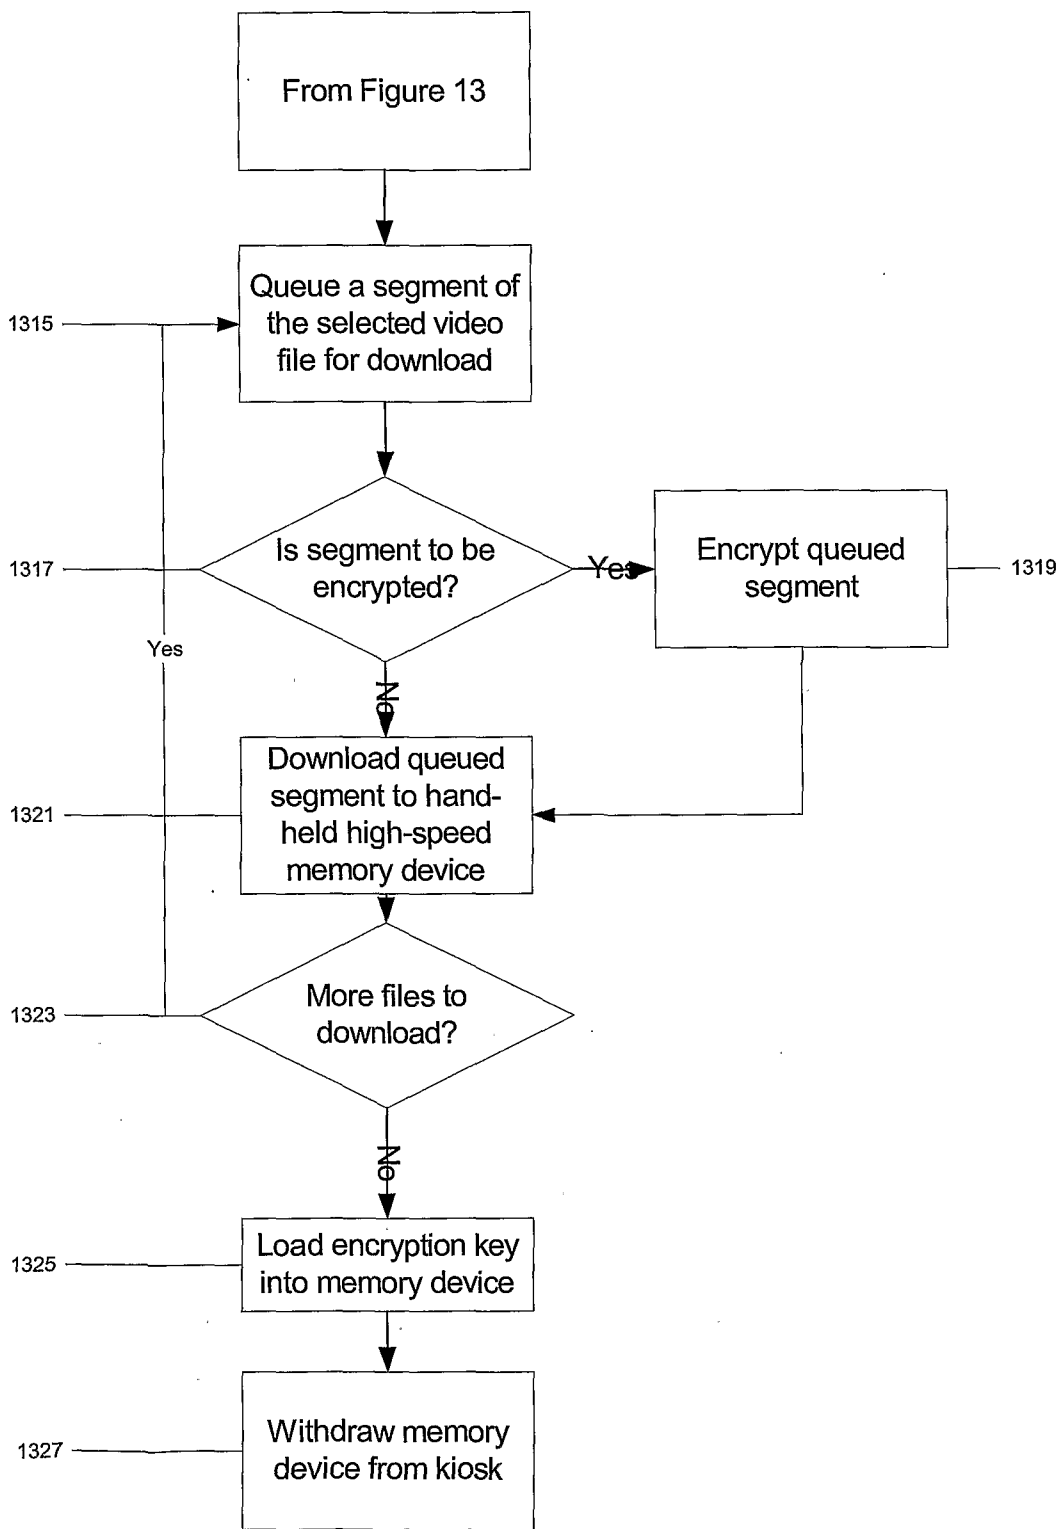 From Figure 13
Queue a segment of
the selected video
file for download
1315
Is segment to be
encrypted?
1317
Yes
Encrypt queued
segment
1319
Yes
No
Download queued
segment to hand-
held high-speed
memory device
1321
More files to
download?
1323
No
Load encryption key
into memory device
1325
Withdraw memory
device from kiosk
1327